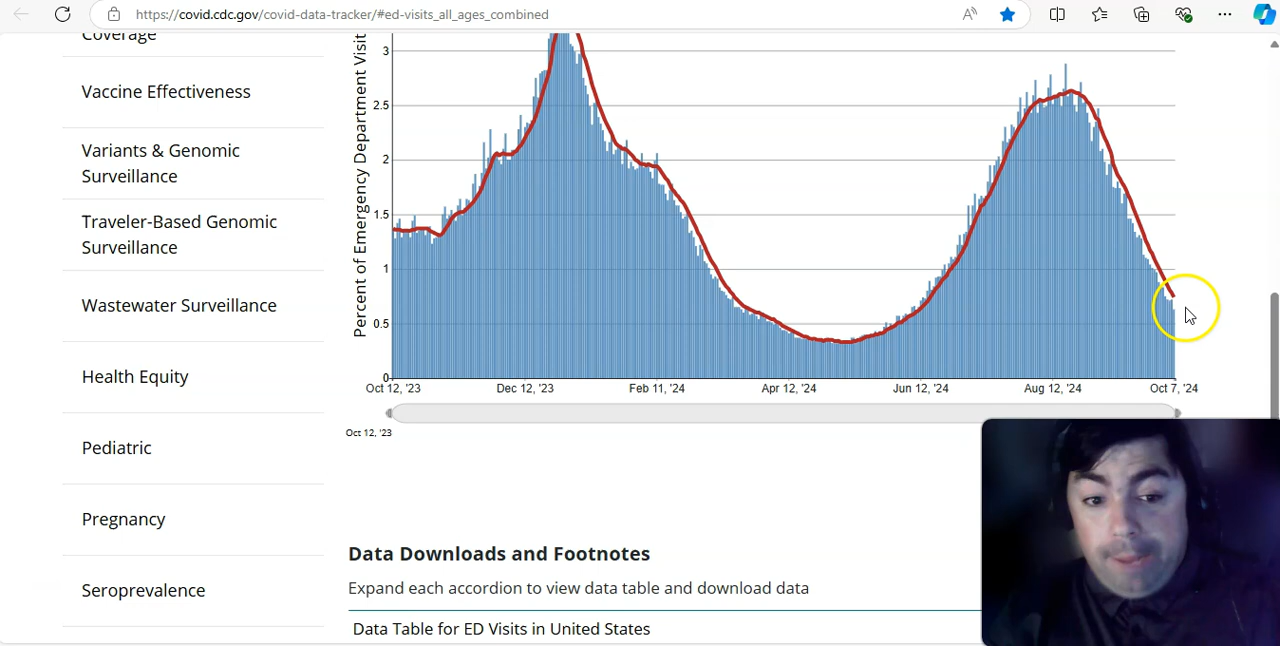 https://covid.cdc.gov/covid-data-tracker/#ed-visits_all_ages_combined
Coverage
Vaccine Effectiveness
Variants & Genomic
Surveillance
Traveler-Based Genomic
Surveillance
Wastewater Surveillance
Health Equity
Pediatric
Pregnancy
Seroprevalence
Percent of Emergency Department Visit
3
2.5
2
1.5
1
0.5
0
Oct 12, '23
Dec 12, '23
Feb 11, '24
Apr 12, '24
Jun 12, '24
Aug 12, '24
Oct 7, '24
Oct 12, '23
Data Downloads and Footnotes
Expand each accordion to view data table and download data
Data Table for ED Visits in United States